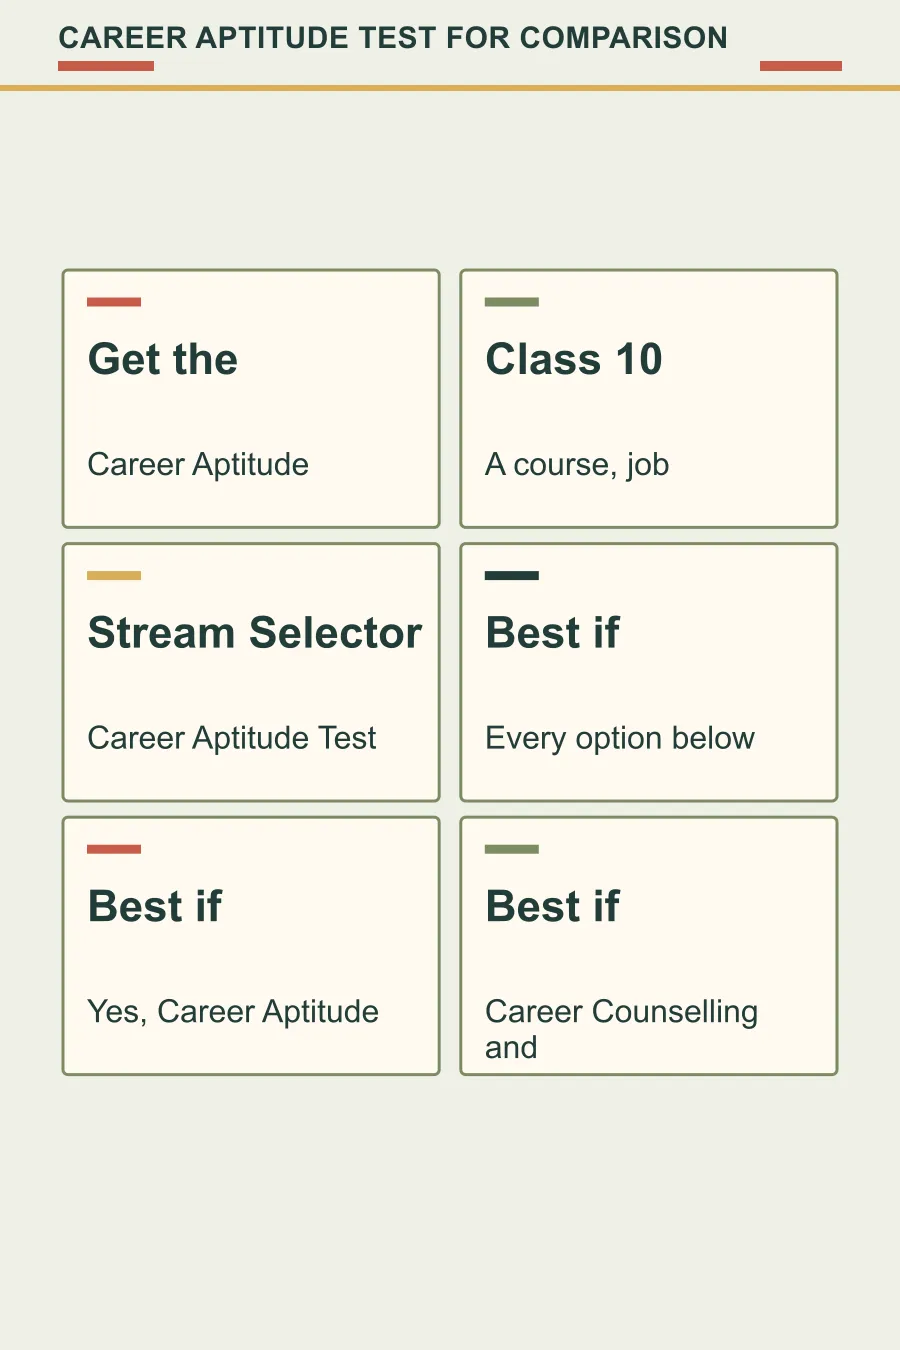 CAREER APTITUDE TEST FOR COMPARISON
Get the
Career Aptitude
Class 10
A course, job
Stream Selector
Career Aptitude Test
Best if
Every option below
Best if
Yes, Career Aptitude
Best if
Career Counselling
and